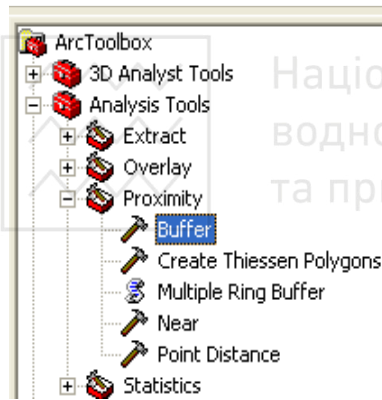 ArcToolbox
3D Analyst Tools
Analysis Tools
Extract
Overlay
Proximity
Buffer
Create Thiessen Polygons
Multiple Ring Buffer
Near
Point Distance
Statistics
Націо
водно
та при